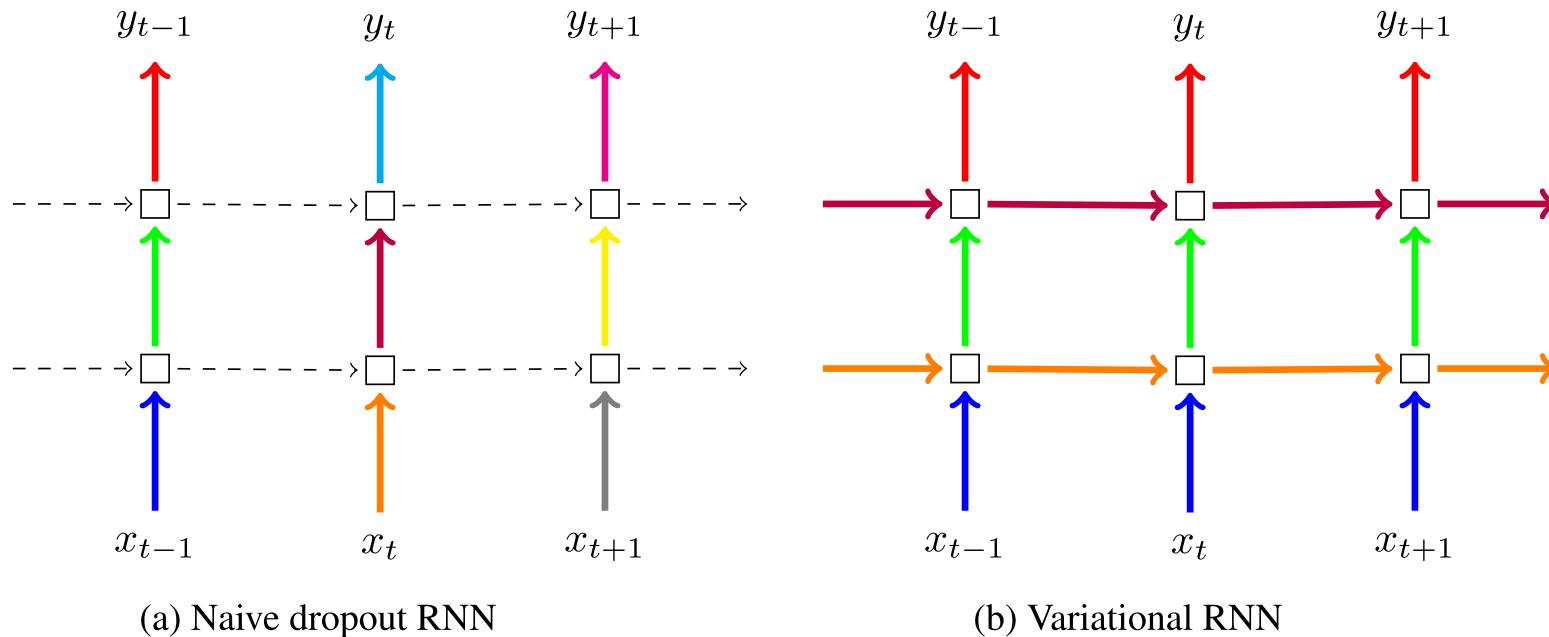 y_{t-1} y_t y_{t+1} y_{t-1} y_t y_{t+1}
x_{t-1} x_t x_{t+1} x_{t-1} x_t x_{t+1}
(a) Naive dropout RNN (b) Variational RNN